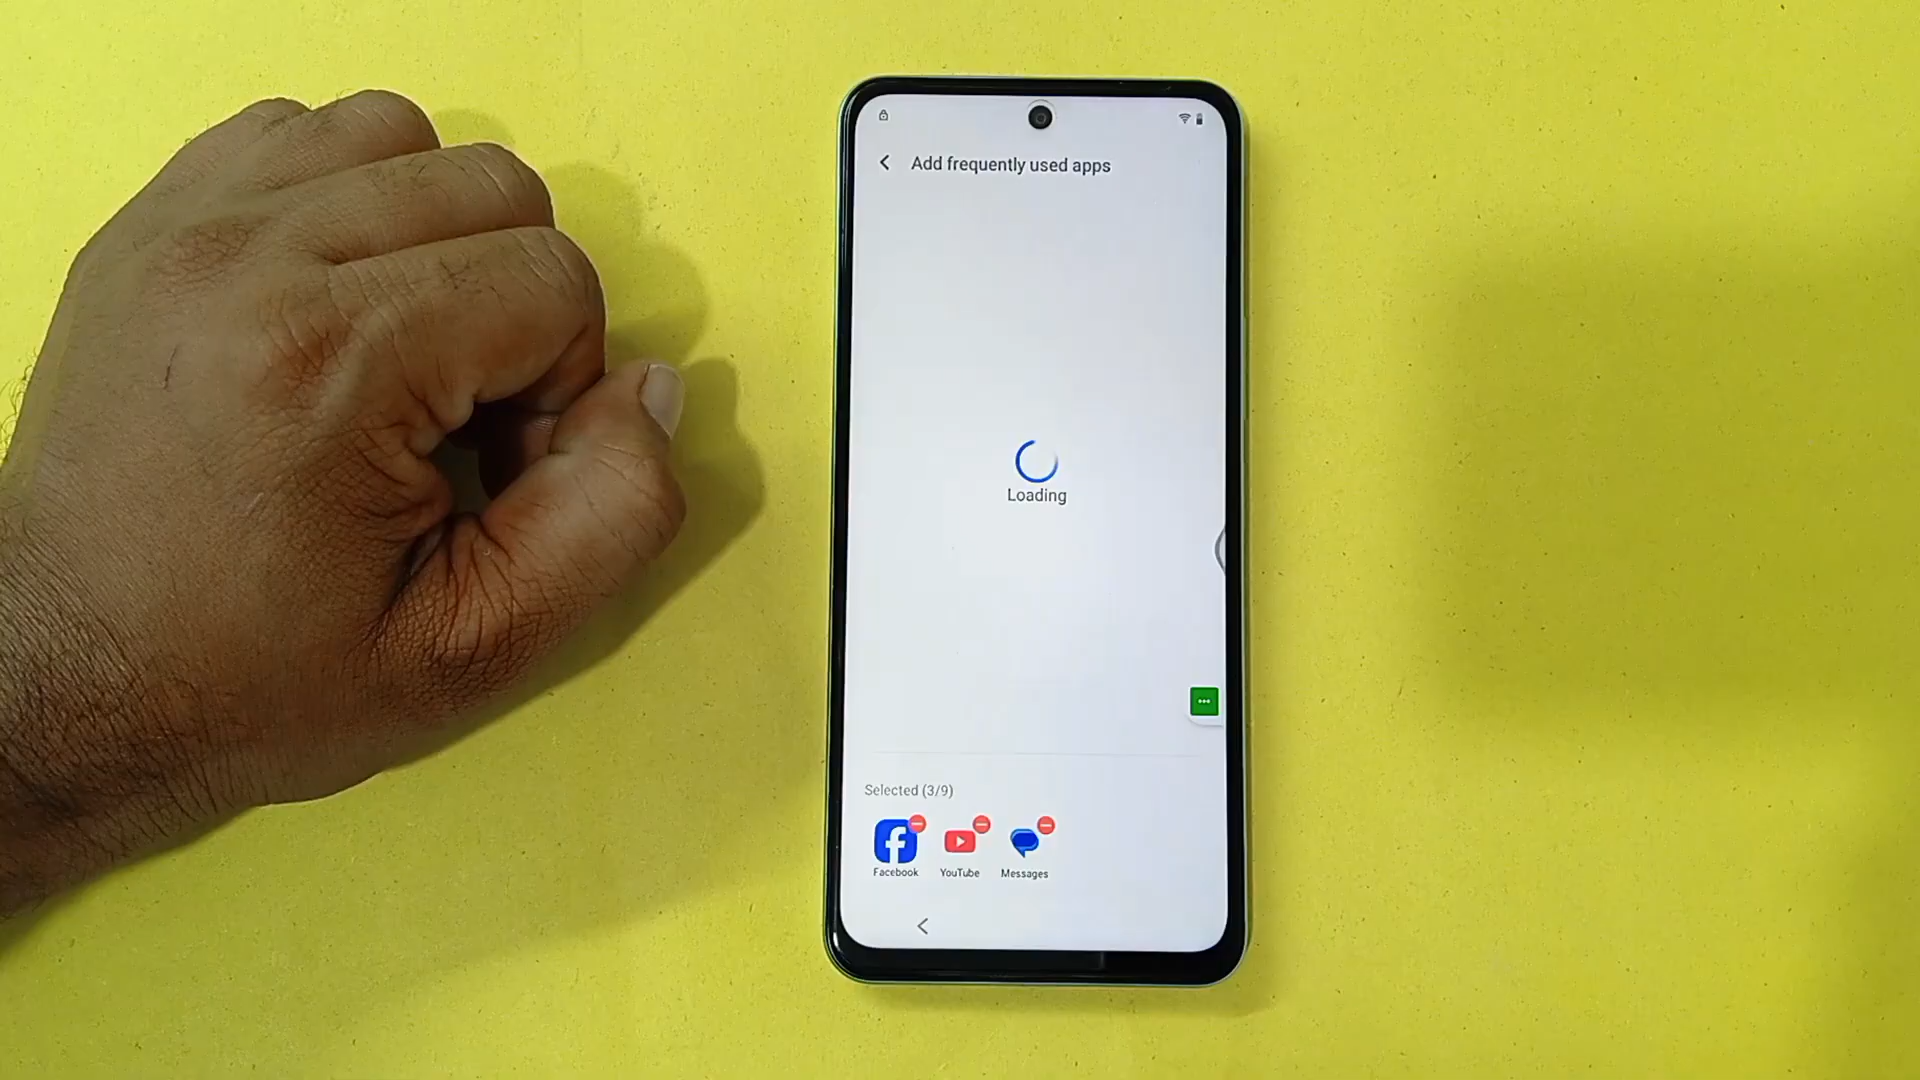 Add frequently used apps
Loading
Selected (3/9)
Facebook
YouTube
Messages